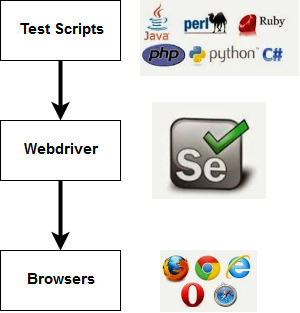 Test Scripts
Java perl Ruby
php python C#
Webdriver
Se
Browsers